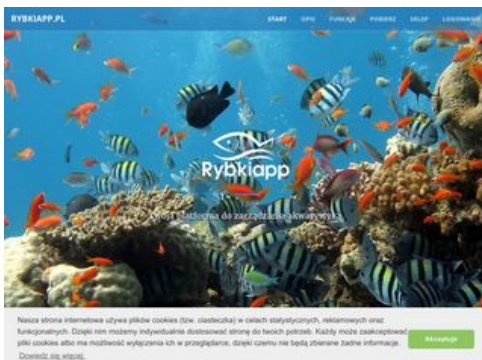 RYBKIAPP.PL
START OPIS FUNKCJE POBIERZ SKLEP LOGOWANIE
Rybkiapp
Twoja platforma do zarządzania akwarystyką
Nasza strona internetowa używa plików cookies (tzw. ciasteczka) w celach statystycznych, reklamowych oraz
funkcjonalnych. Dzięki nim możemy indywidualnie dostosować stronę do twoich potrzeb. Każdy może zaakceptować
pliki cookies albo ma możliwość wyłączenia ich w przeglądarce, dzięki czemu nie będą zbierane żadne informacje.
Dowiedz się więcej.
Akceptuje